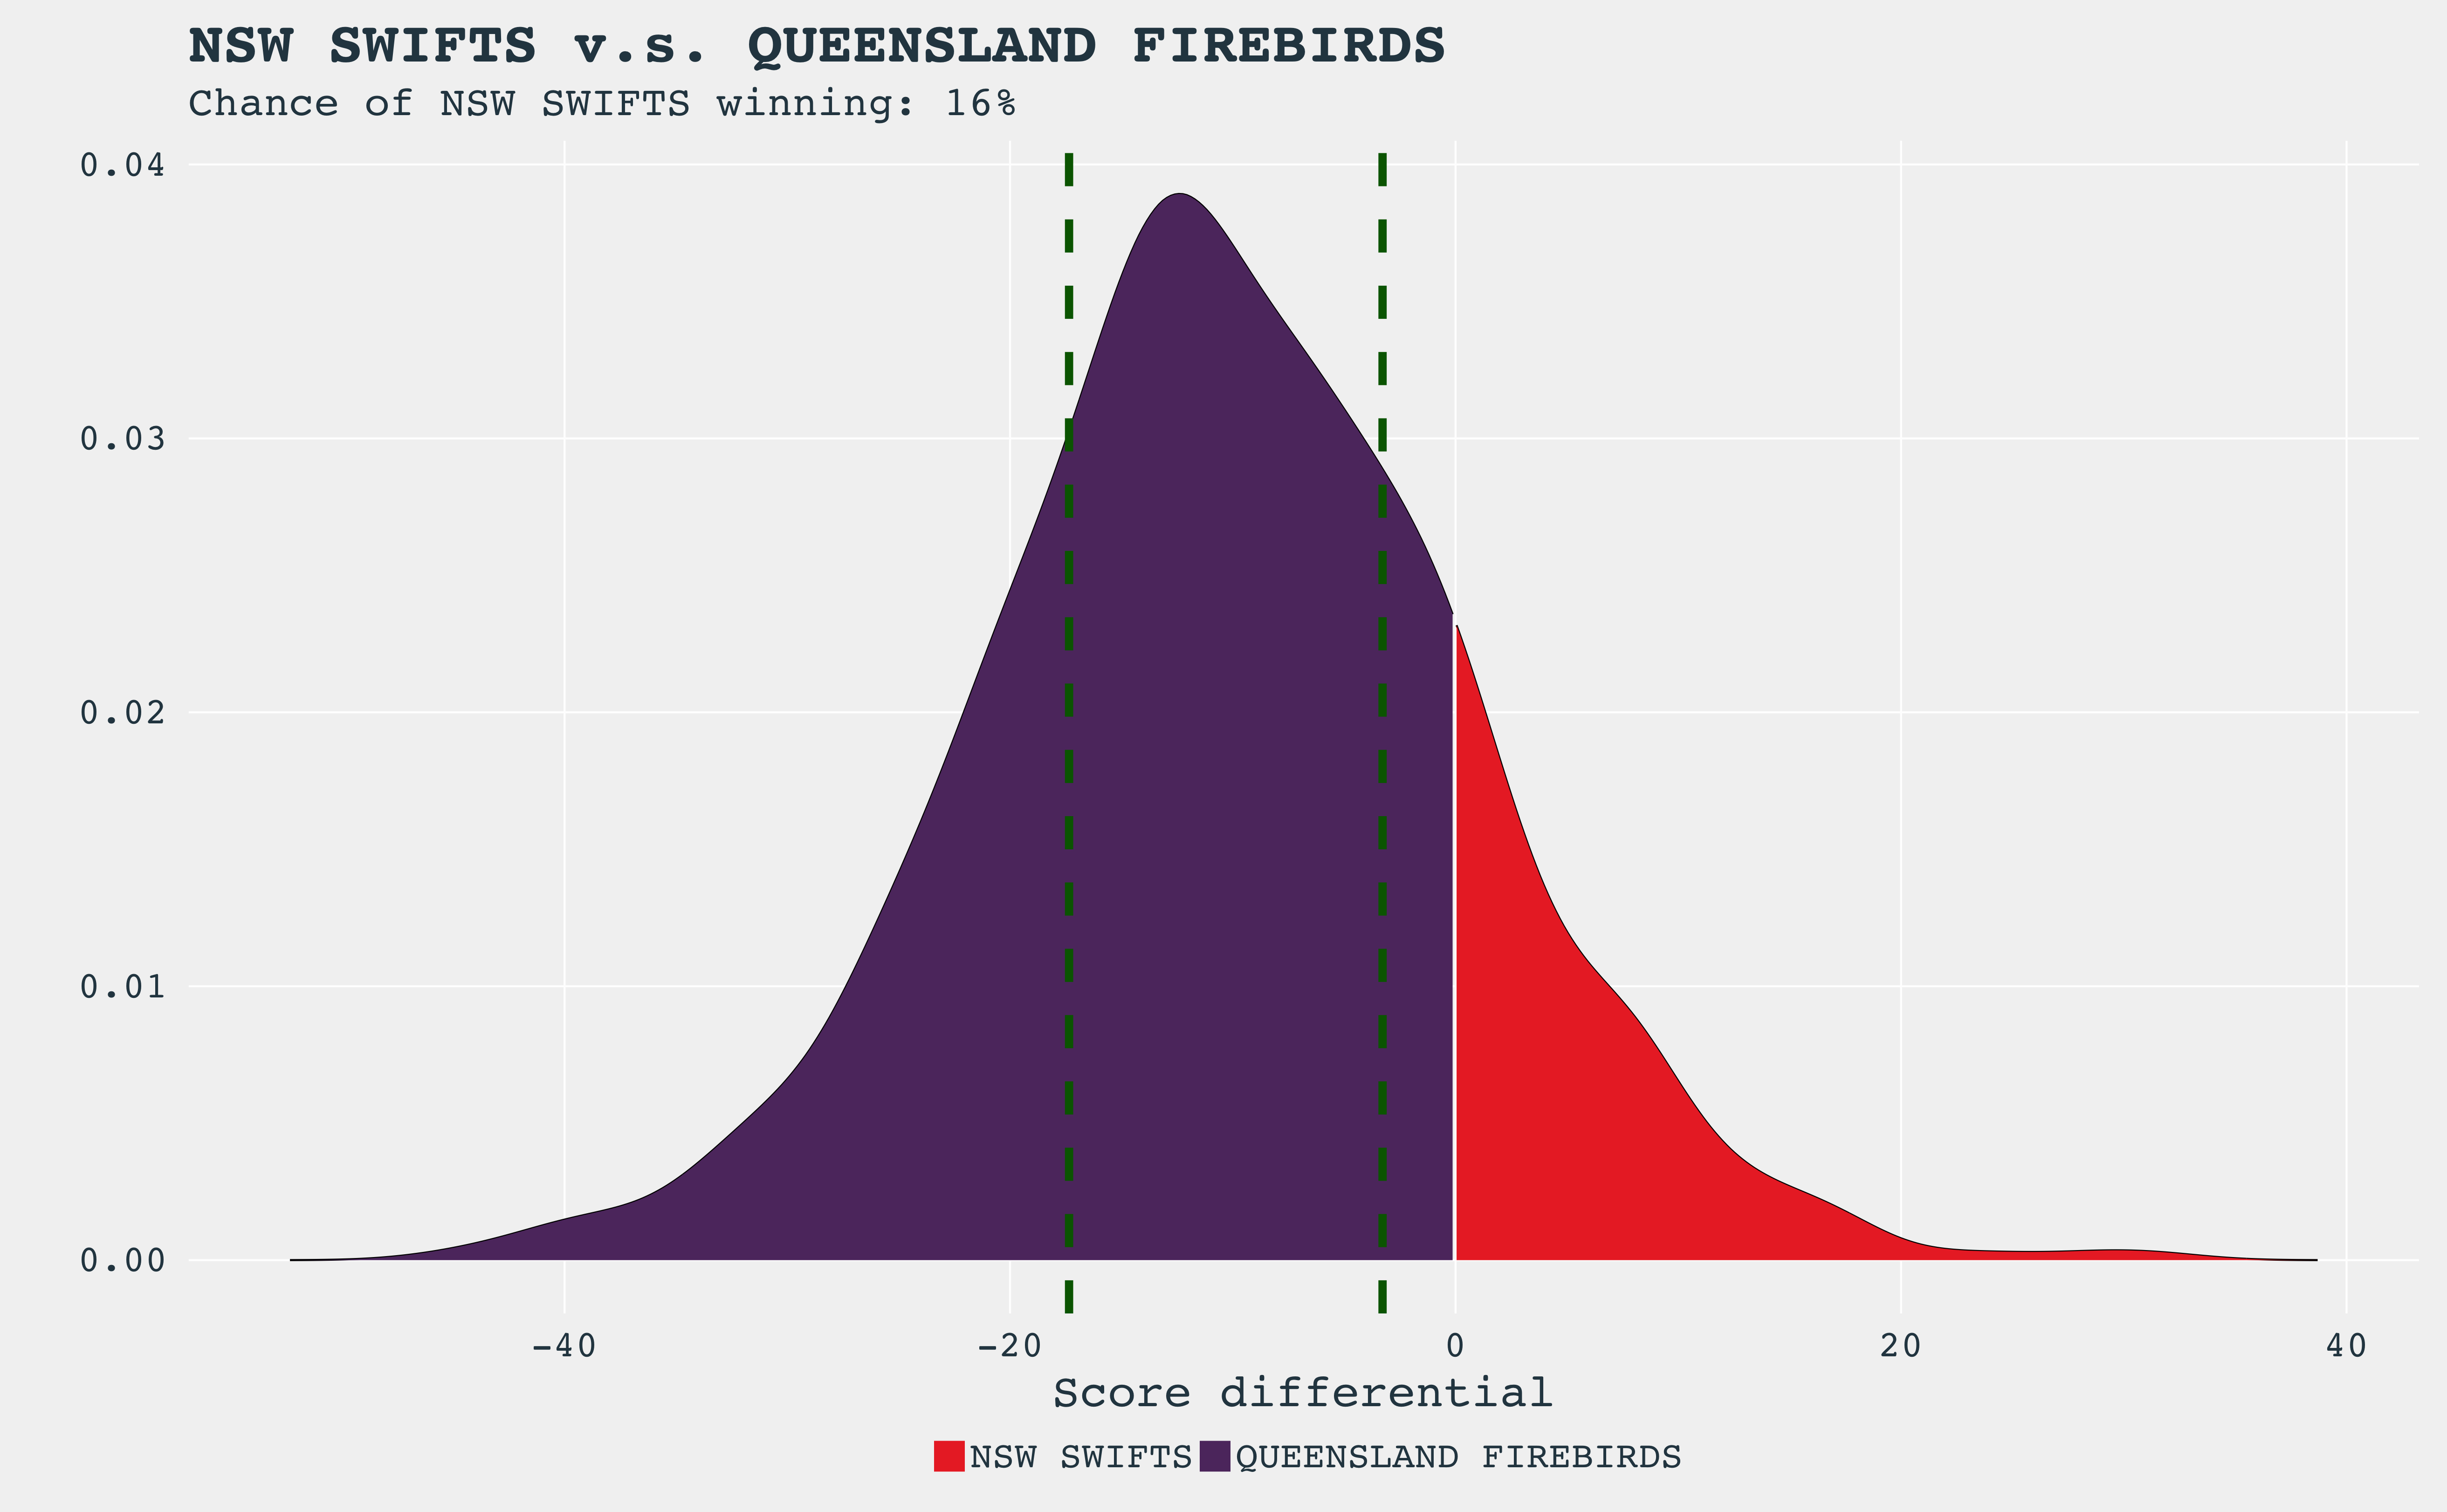 NSW SWIFTS v.s. QUEENSLAND FIREBIRDS
Chance of NSW SWIFTS winning: 16%
0.04
0.03
0.02
0.01
0.00
-40 -20 0 20 40
Score differential
NSW SWIFTS QUEENSLAND FIREBIRDS